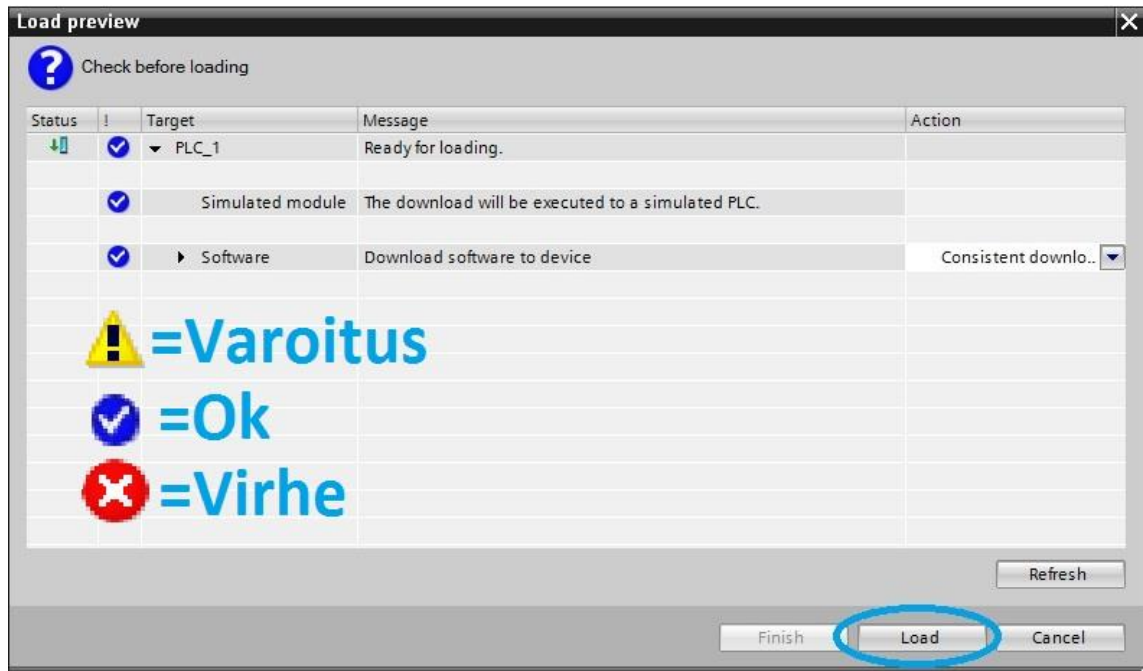 Load preview
Check before loading
Status ! Target Message Action
PLC_1 Ready for loading.
Simulated module The download will be executed to a simulated PLC.
Software Download software to device Consistent downlo..
=Varoitus
=Ok
=Virhe
Refresh
Finish Load Cancel